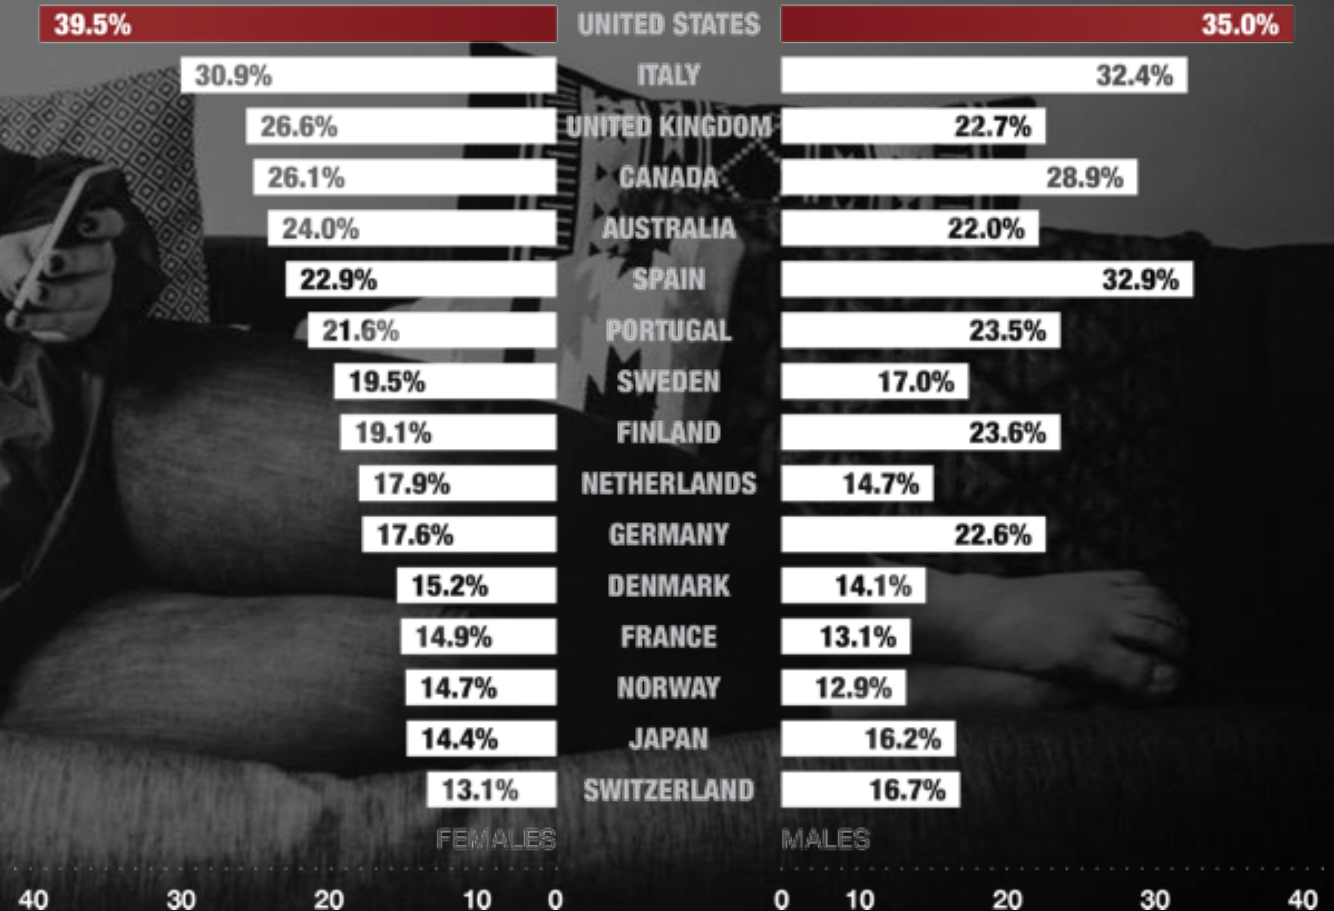 39.5% UNITED STATES 35.0%
30.9% ITALY 32.4%
26.6% UNITED KINGDOM 22.7%
26.1% CANADA 28.9%
24.0% AUSTRALIA 22.0%
22.9% SPAIN 32.9%
21.6% PORTUGAL 23.5%
19.5% SWEDEN 17.0%
19.1% FINLAND 23.6%
17.9% NETHERLANDS 14.7%
17.6% GERMANY 22.6%
15.2% DENMARK 14.1%
14.9% FRANCE 13.1%
14.7% NORWAY 12.9%
14.4% JAPAN 16.2%
13.1% SWITZERLAND 16.7%
FEMALES MALES
40 30 20 10 0 0 10 20 30 40